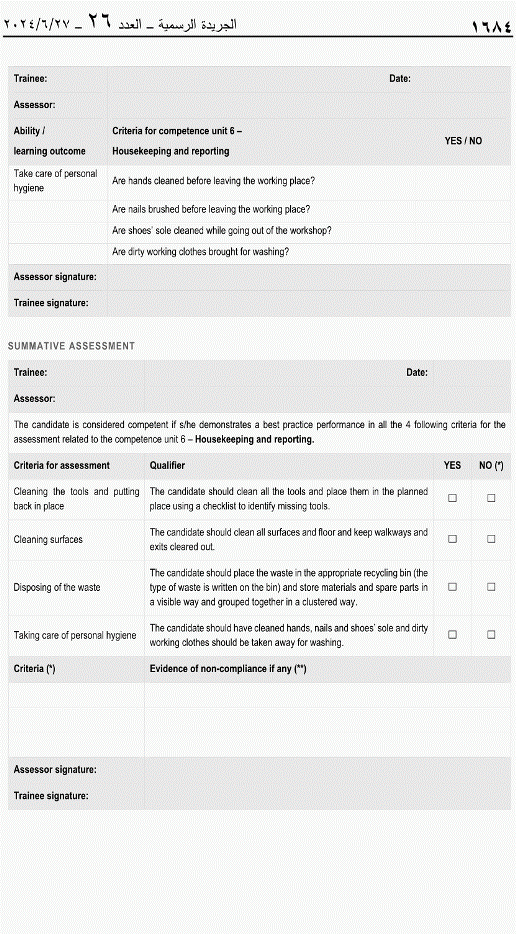 ١٦٨٤ الجريدة الرسمية ــ العدد ٢٦ ــ ٢٠٢٤/٦/٢٧
Trainee: Date:
Assessor:
Ability / Criteria for competence unit 6 – YES / NO
learning outcome Housekeeping and reporting
Take care of personal Are hands cleaned before leaving the working place?
hygiene
Are nails brushed before leaving the working place?
Are shoes' sole cleaned while going out of the workshop?
Are dirty working clothes brought for washing?
Assessor signature:
Trainee signature:
SUMMATIVE ASSESSMENT
Trainee: Date:
Assessor:
The candidate is considered competent if s/he demonstrates a best practice performance in all the 4 following criteria for the
assessment related to the competence unit 6 – Housekeeping and reporting.
Criteria for assessment Qualifier YES NO (*)
Cleaning the tools and putting The candidate should clean all the tools and place them in the planned
back in place place using a checklist to identify missing tools.
☐ ☐
Cleaning surfaces The candidate should clean all surfaces and floor and keep walkways and
exits cleared out.
☐ ☐
Disposing of the waste The candidate should place the waste in the appropriate recycling bin (the
type of waste is written on the bin) and store materials and spare parts in
a visible way and grouped together in a clustered way.
☐ ☐
Taking care of personal hygiene The candidate should have cleaned hands, nails and shoes' sole and dirty
working clothes should be taken away for washing.
☐ ☐
Criteria (*) Evidence of non-compliance if any (**)
Assessor signature:
Trainee signature: